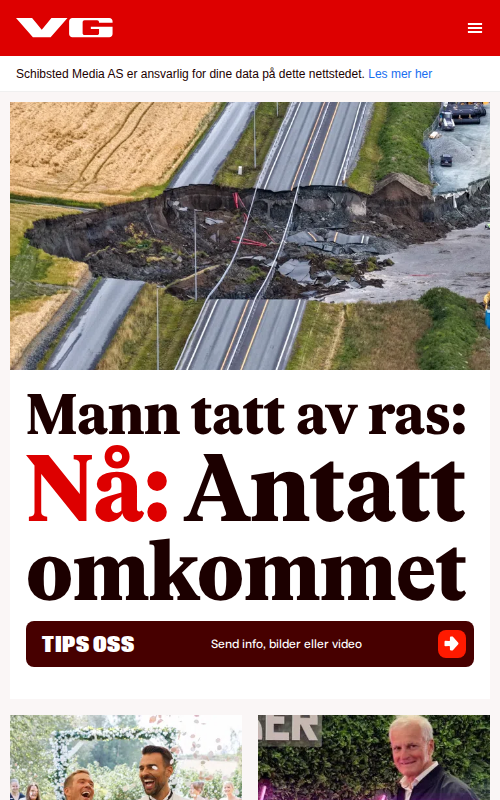 VG
Schibsted Media AS er ansvarlig for dine data på dette nettstedet. Les mer her
Mann tatt av ras:
Nå: Antatt
omkommet
TIPS OSS Send info, bilder eller video